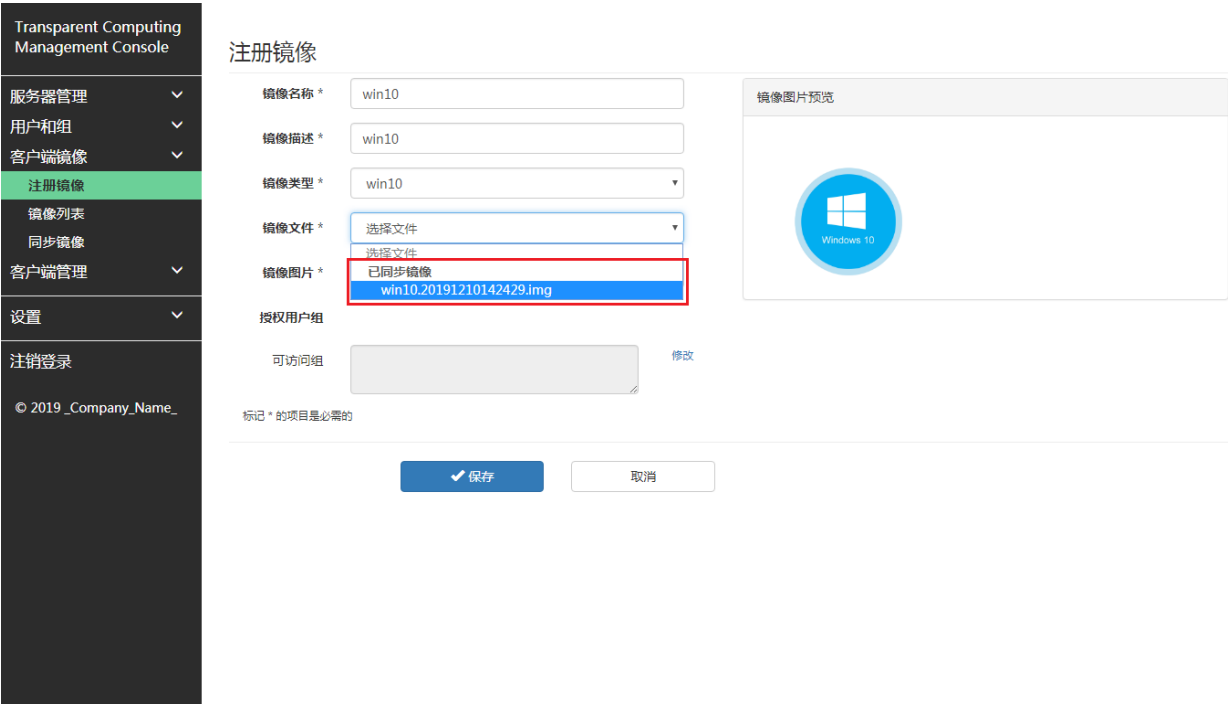 Transparent Computing
Management Console
服务器管理
用户和组
客户端镜像
注册镜像
镜像列表
同步镜像
客户端管理
设置
注销登录
© 2019 _Company_Name_
注册镜像
镜像名称 *
win10
镜像描述 *
win10
镜像类型 *
win10
镜像文件 *
选择文件
选择文件
已同步镜像
win10.20191210142429.img
镜像图片 *
授权用户组
可访问组
修改
标记 * 的项目是必需的
保存
取消
镜像图片预览
Windows 10